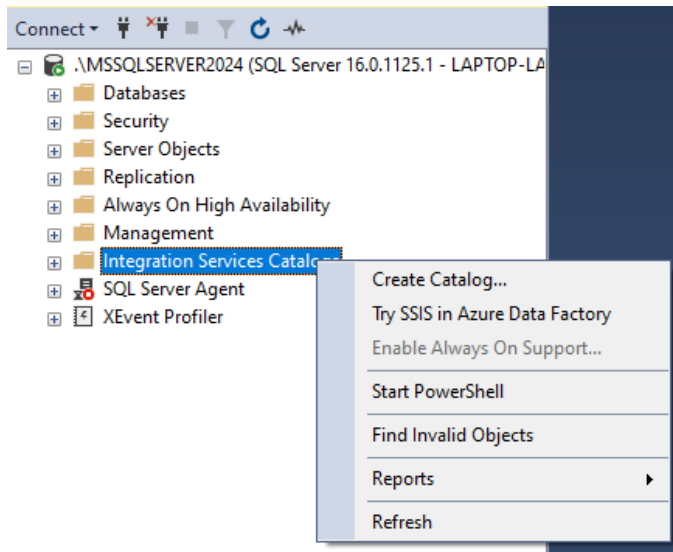 Connect
.\MSSQLSERVER2024 (SQL Server 16.0.1125.1 - LAPTOP-LA
Databases
Security
Server Objects
Replication
Always On High Availability
Management
Integration Services Catalogs
SQL Server Agent
XEvent Profiler
Create Catalog...
Try SSIS in Azure Data Factory
Enable Always On Support...
Start PowerShell
Find Invalid Objects
Reports
Refresh